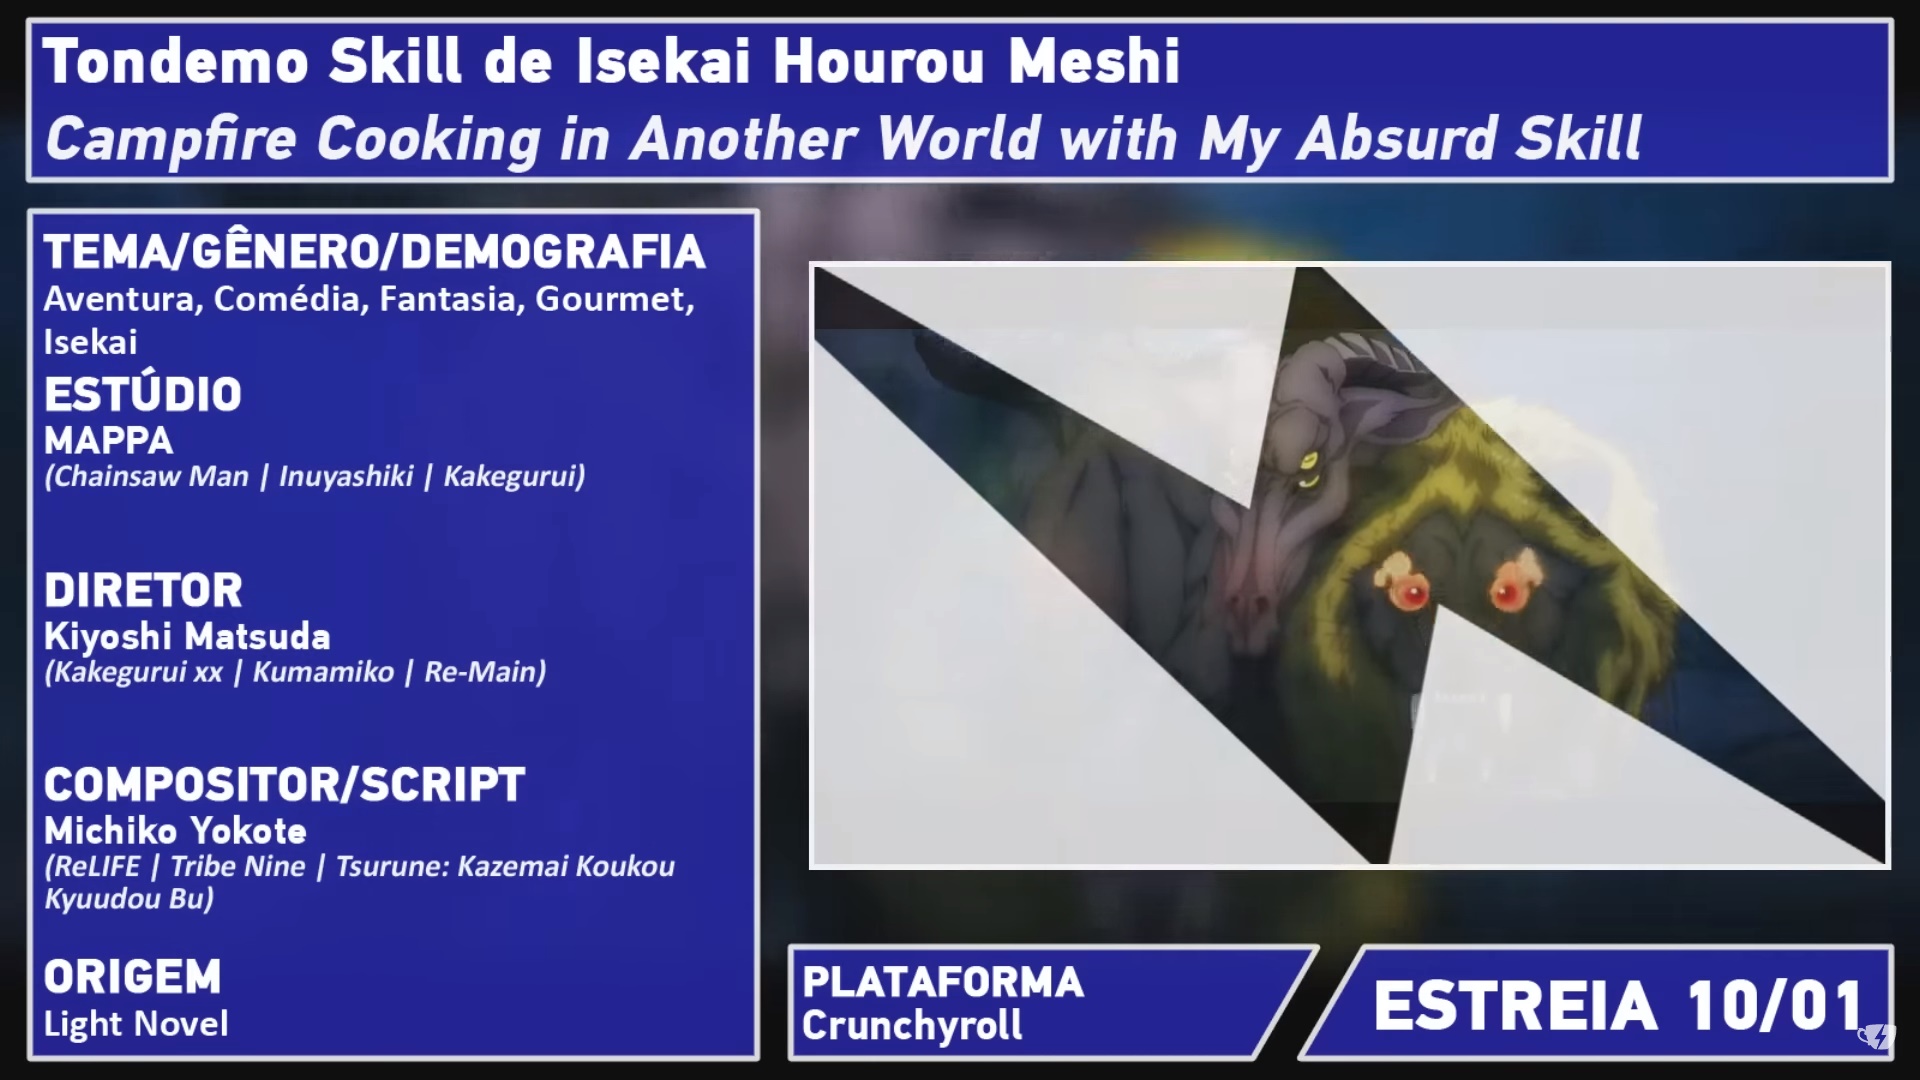 Tondemo Skill de Isekai Hourou Meshi
Campfire Cooking in Another World with My Absurd Skill
TEMA/GÊNERO/DEMOGRAFIA
Aventura, Comédia, Fantasia, Gourmet,
Isekai
ESTÚDIO
MAPPA
(Chainsaw Man | Inuyashiki | Kakegurui)
DIRETOR
Kiyoshi Matsuda
(Kakegurui xx | Kumamiko | Re-Main)
COMPOSITOR/SCRIPT
Michiko Yokote
(ReLIFE | Tribe Nine | Tsurune: Kazemai Koukou
Kyuudou Bu)
ORIGEM
Light Novel
PLATAFORMA
Crunchyroll
ESTREIA 10/01